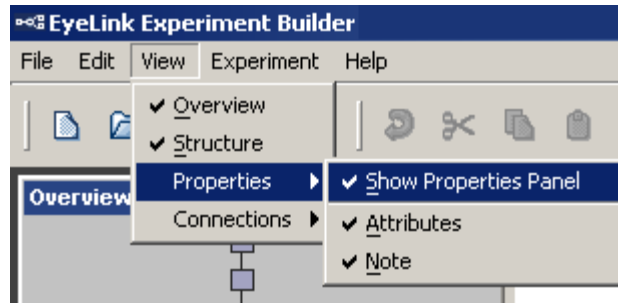 EyeLink Experiment Builder
File Edit View Experiment Help
Overview
Structure
Properties
Connections
Show Properties Panel
Attributes
Note
Overview